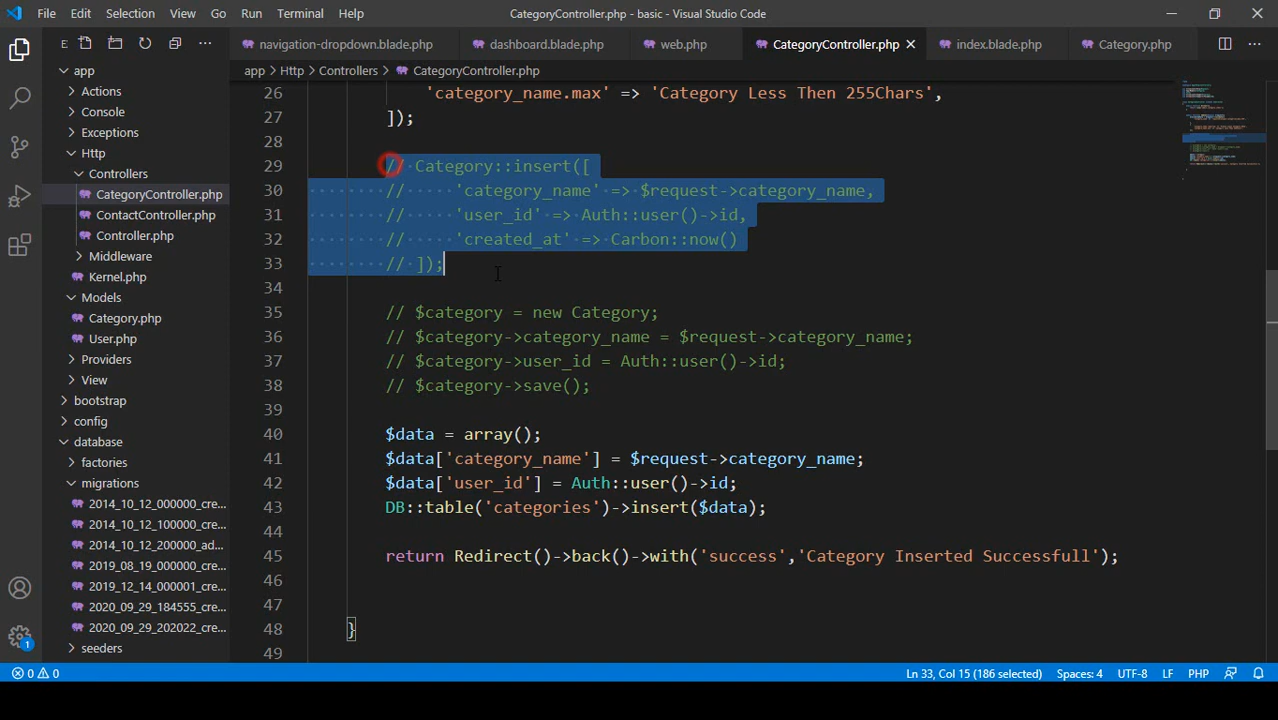 File Edit Selection View Go Run Terminal Help CategoryController.php - basic - Visual Studio Code
E navigation-dropdown.blade.php dashboard.blade.php web.php CategoryController.php index.blade.php Category.php
app > Http > Controllers > CategoryController.php
app
Actions
Console
Exceptions
Http
Controllers
CategoryController.php
ContactController.php
Controller.php
Middleware
Kernel.php
Models
Category.php
User.php
Providers
View
bootstrap
config
database
factories
migrations
2014_10_12_000000_cre...
2014_10_12_100000_cre...
2014_10_12_200000_ad...
2019_08_19_000000_cre...
2019_12_14_000001_cre...
2020_09_29_184555_cre...
2020_09_29_202022_cre...
seeders
1
26 'category_name.max' => 'Category Less Then 255Chars',
27 ]);
28
29 // Category::insert([
30 // 'category_name' => $request->category_name,
31 // 'user_id' => Auth::user()->id,
32 // 'created_at' => Carbon::now()
33 // ]);
34
35 // $category = new Category;
36 // $category->category_name = $request->category_name;
37 // $category->user_id = Auth::user()->id;
38 // $category->save();
39
40 $data = array();
41 $data['category_name'] = $request->category_name;
42 $data['user_id'] = Auth::user()->id;
43 DB::table('categories')->insert($data);
44
45 return Redirect()->back()->with('success','Category Inserted Successfull');
46
47
48 }
49
0 0 Ln 33, Col 15 (186 selected) Spaces: 4 UTF-8 LF PHP